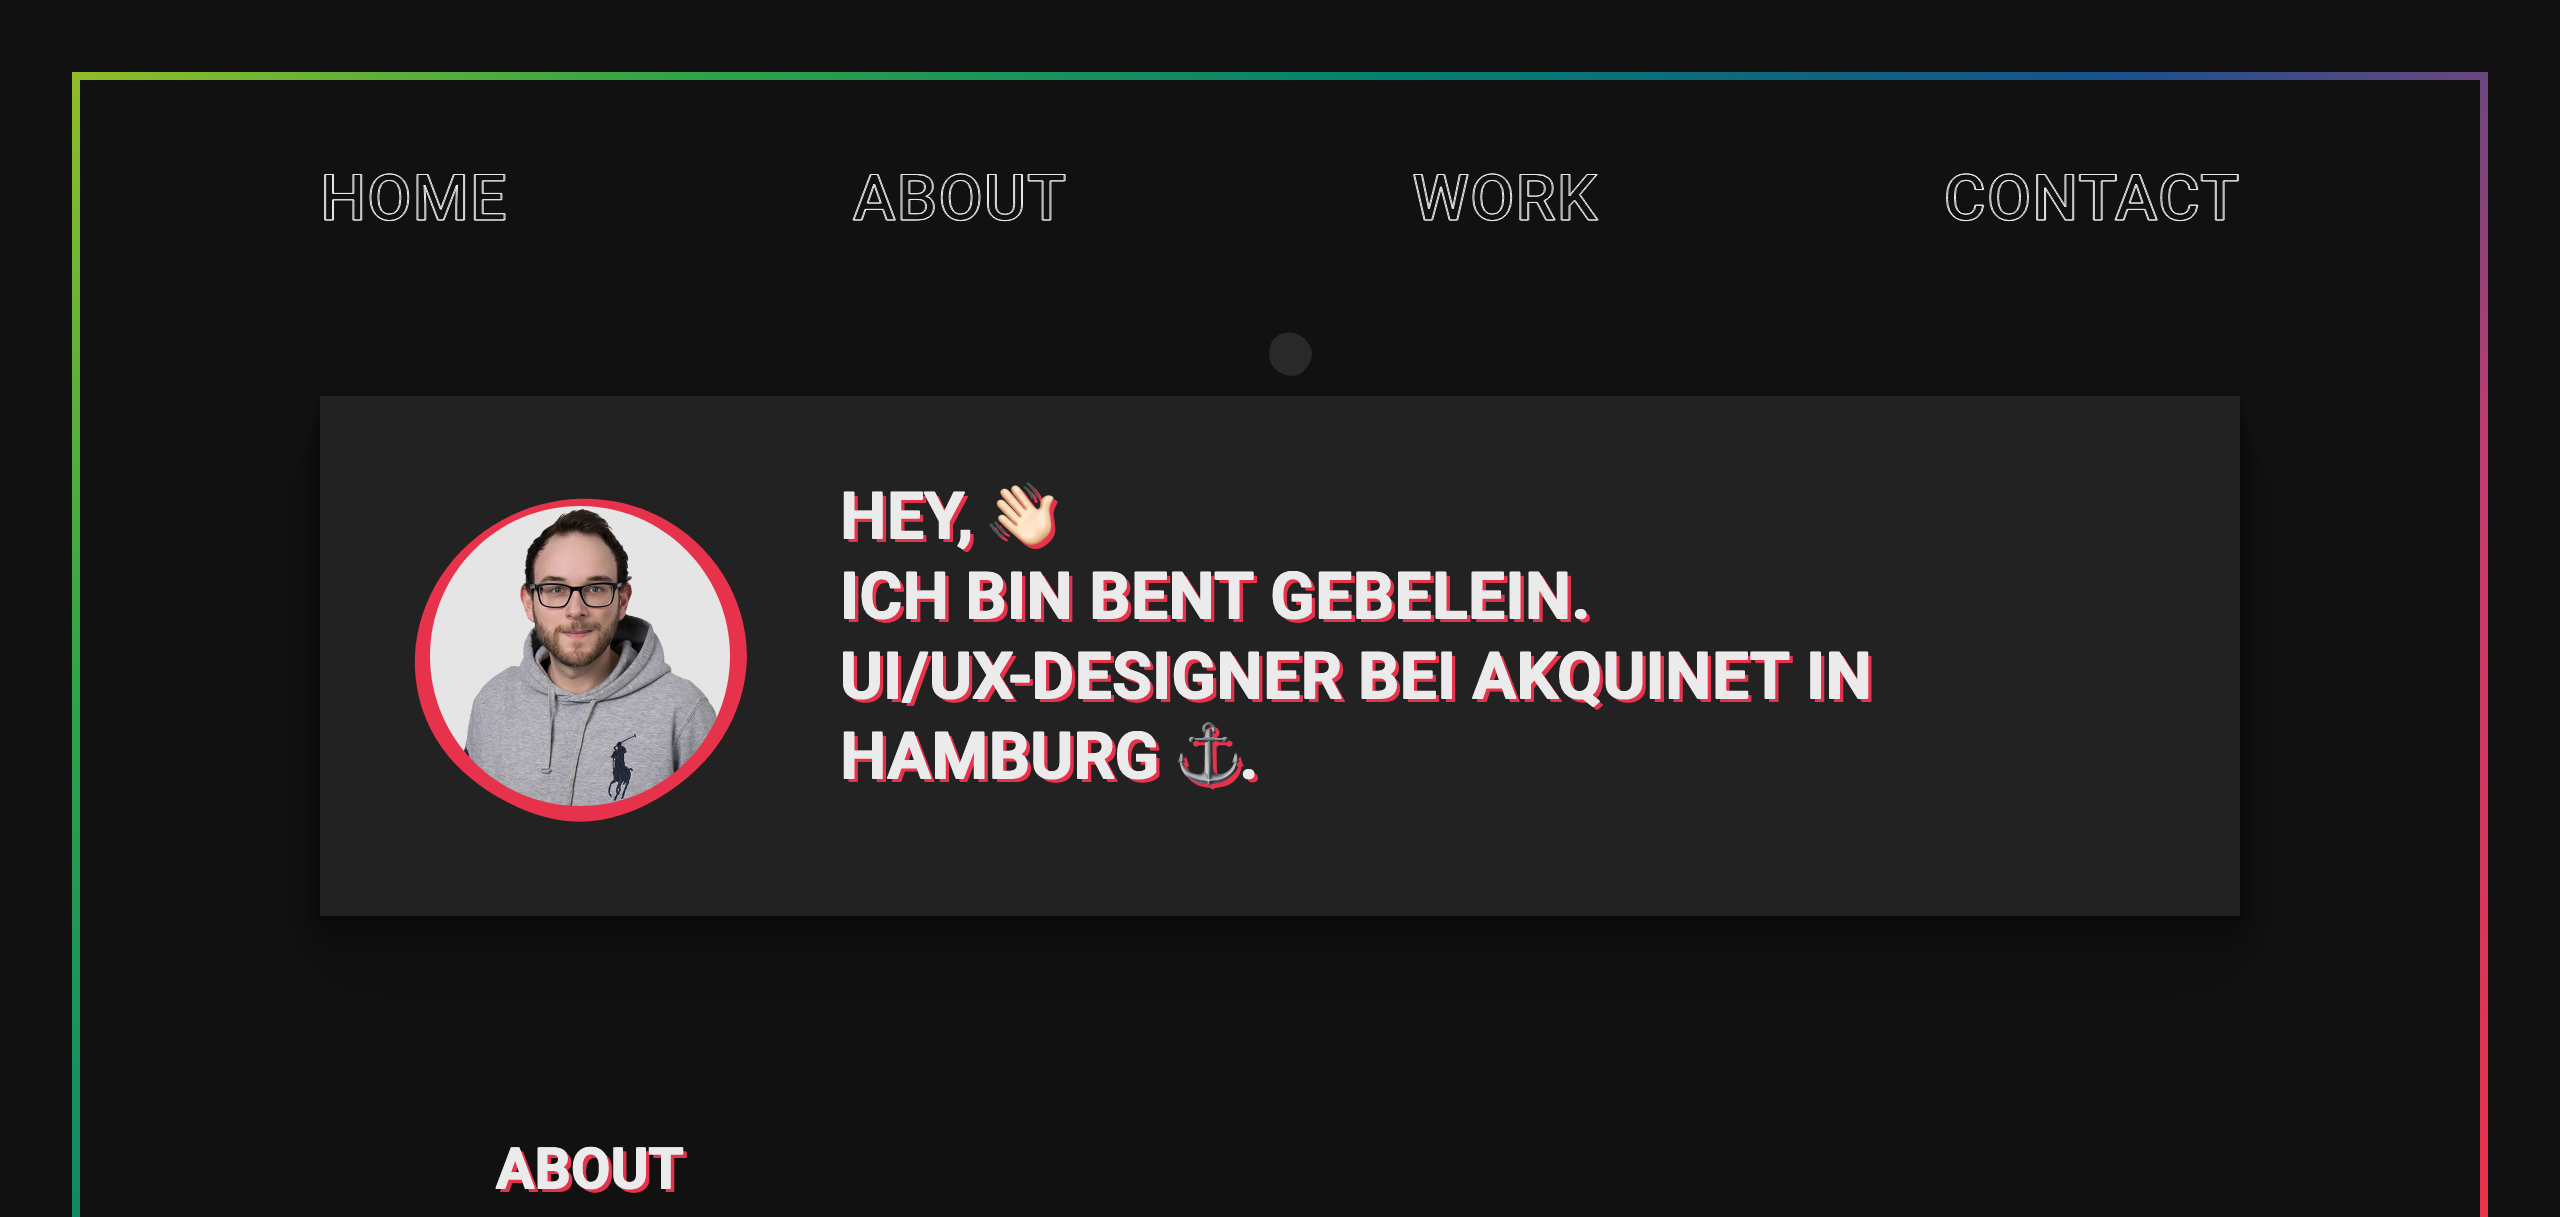 HOME
ABOUT
WORK
CONTACT
HEY, 👋🏻
ICH BIN BENT GEBELEIN.
UI/UX-DESIGNER BEI AKQUINET IN
HAMBURG ⚓.
ABOUT